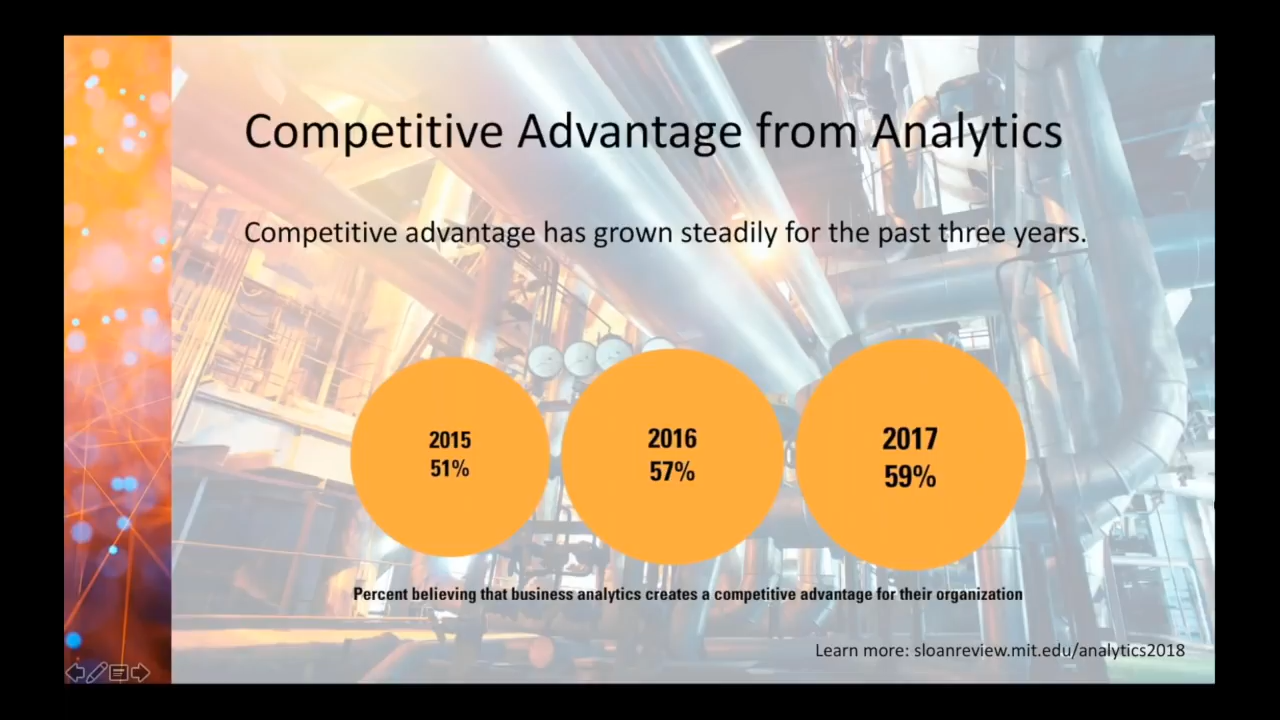 Competitive Advantage from Analytics
Competitive advantage has grown steadily for the past three years.
2015
51%
2016
57%
2017
59%
Percent believing that business analytics creates a competitive advantage for their organization
Learn more: sloanreview.mit.edu/analytics2018